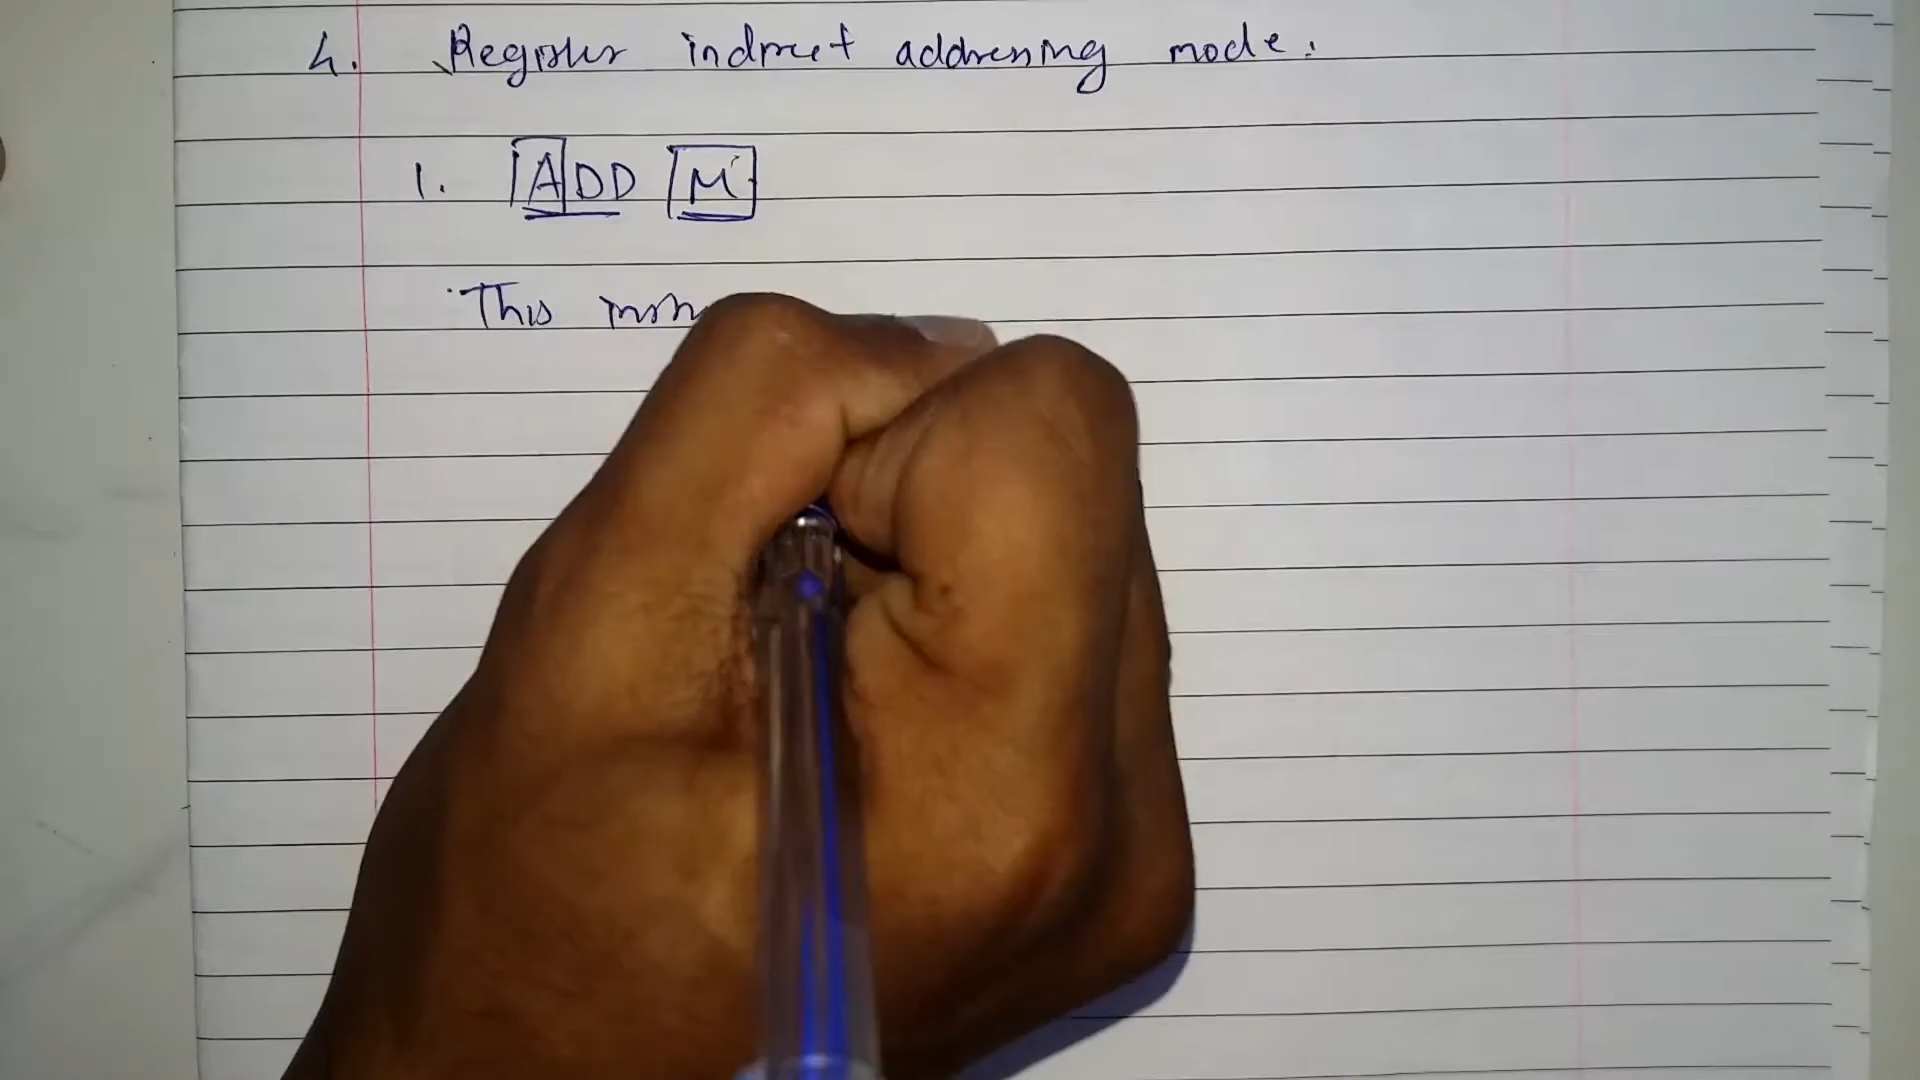 4. Register indirect addressing mode.
1. ADD M
This